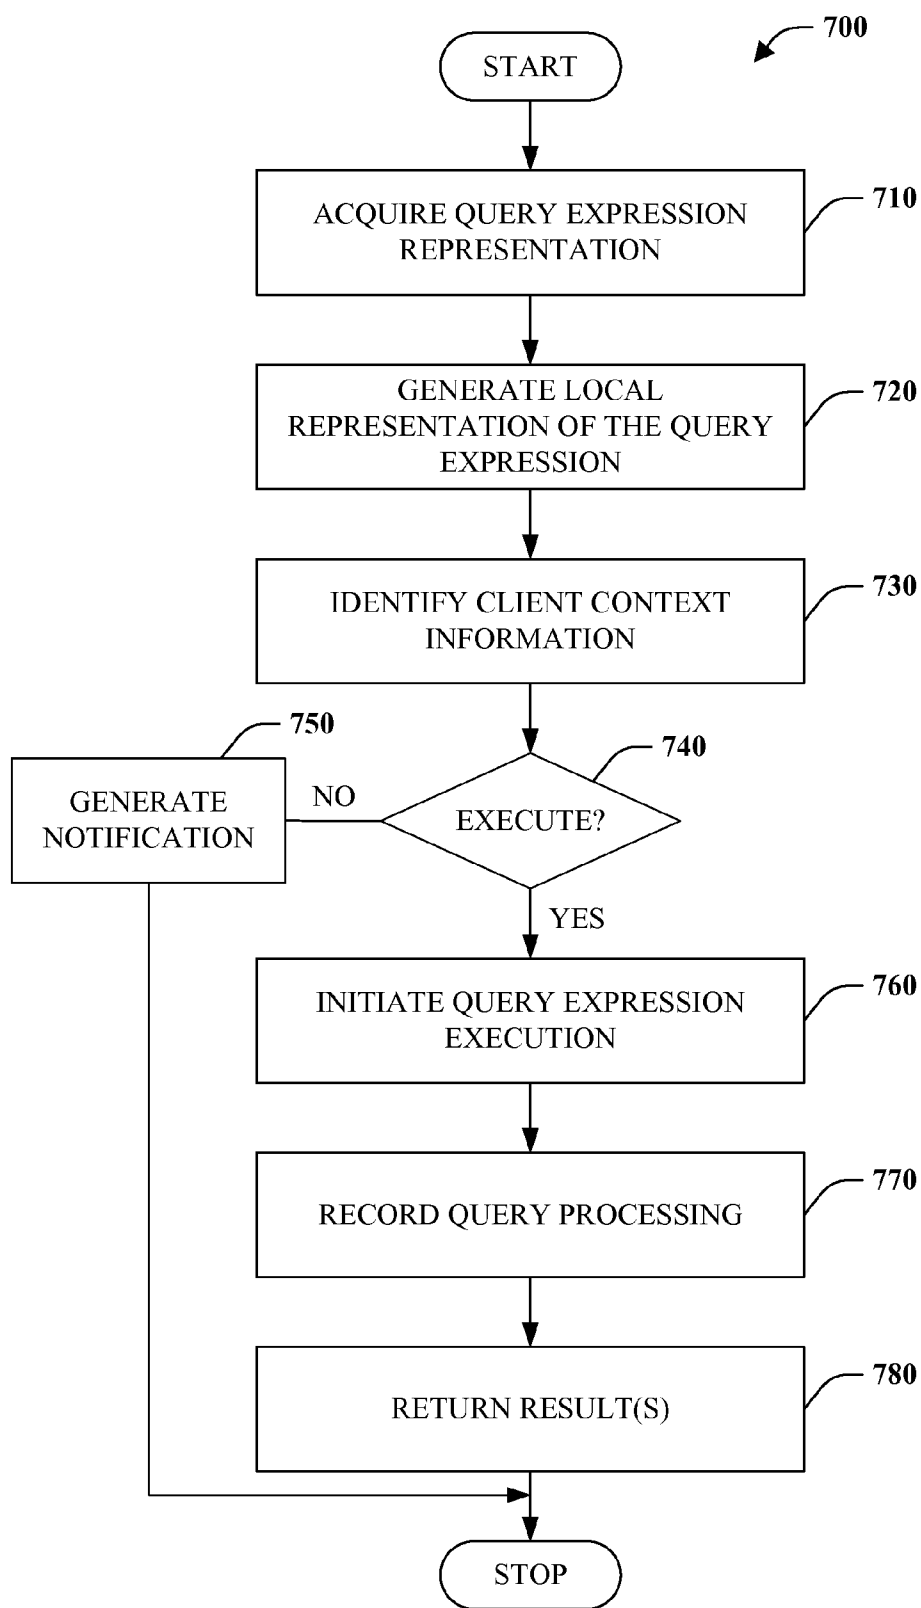 700
START
710
ACQUIRE QUERY EXPRESSION
REPRESENTATION
720
GENERATE LOCAL
REPRESENTATION OF THE QUERY
EXPRESSION
730
IDENTIFY CLIENT CONTEXT
INFORMATION
750
740
GENERATE
NOTIFICATION
NO
EXECUTE?
YES
760
INITIATE QUERY EXPRESSION
EXECUTION
770
RECORD QUERY PROCESSING
780
RETURN RESULT(S)
STOP